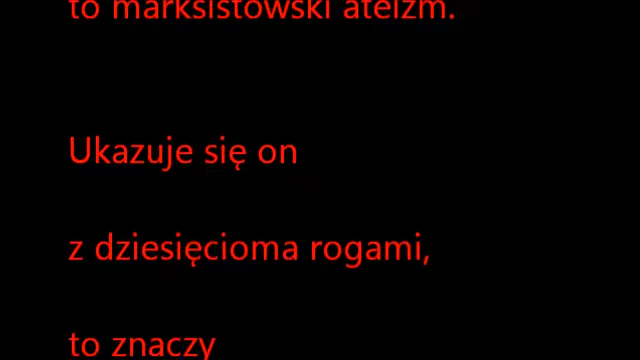 to marksistowski ateizm.
Ukazuje się on
z dziesięcioma rogami,
to znaczy